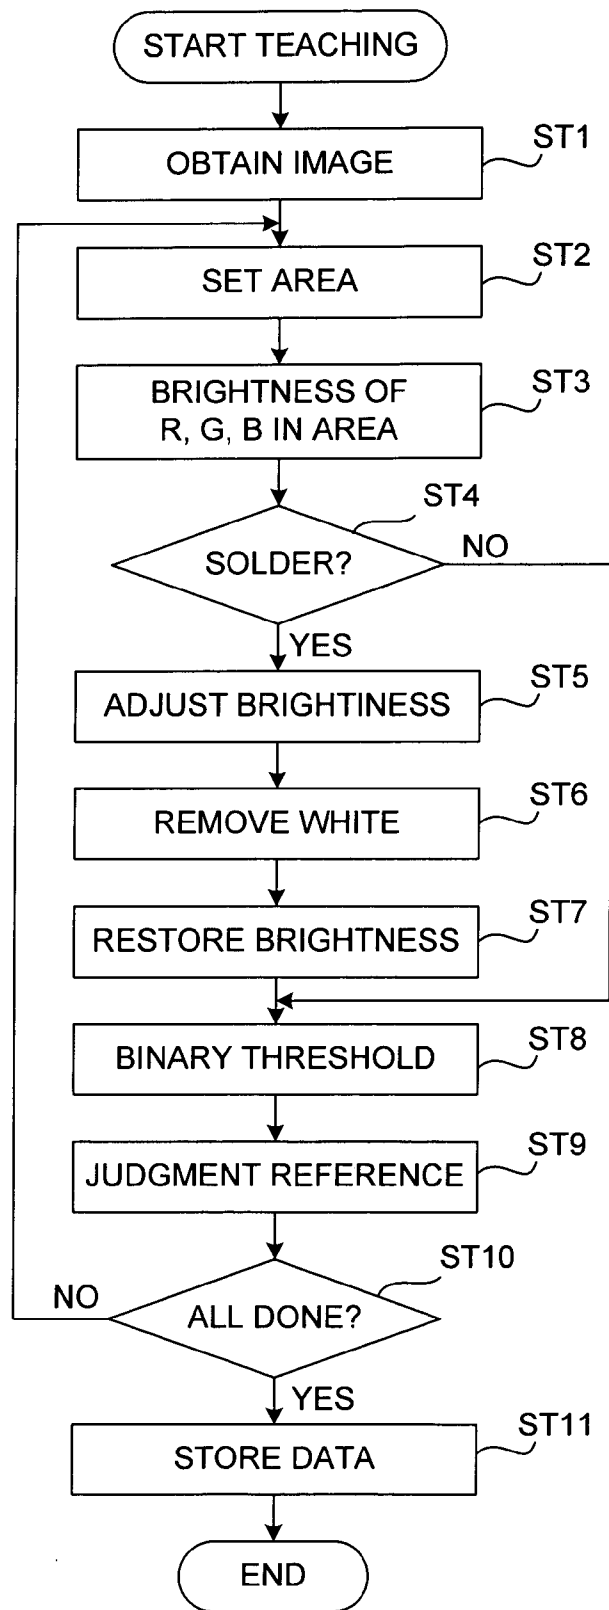 START TEACHING
OBTAIN IMAGE
ST1
SET AREA
ST2
BRIGHTNESS OF
R, G, B IN AREA
ST3
SOLDER?
ST4
NO
YES
ADJUST BRIGHTINESS
ST5
REMOVE WHITE
ST6
RESTORE BRIGHTNESS
ST7
BINARY THRESHOLD
ST8
JUDGMENT REFERENCE
ST9
ALL DONE?
ST10
NO
YES
STORE DATA
ST11
END